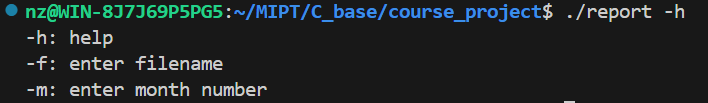 nz@WIN-8J7J69P5PG5:~/MIPT/C_base/course_project$ ./report -h
-h: help
-f: enter filename
-m: enter month number